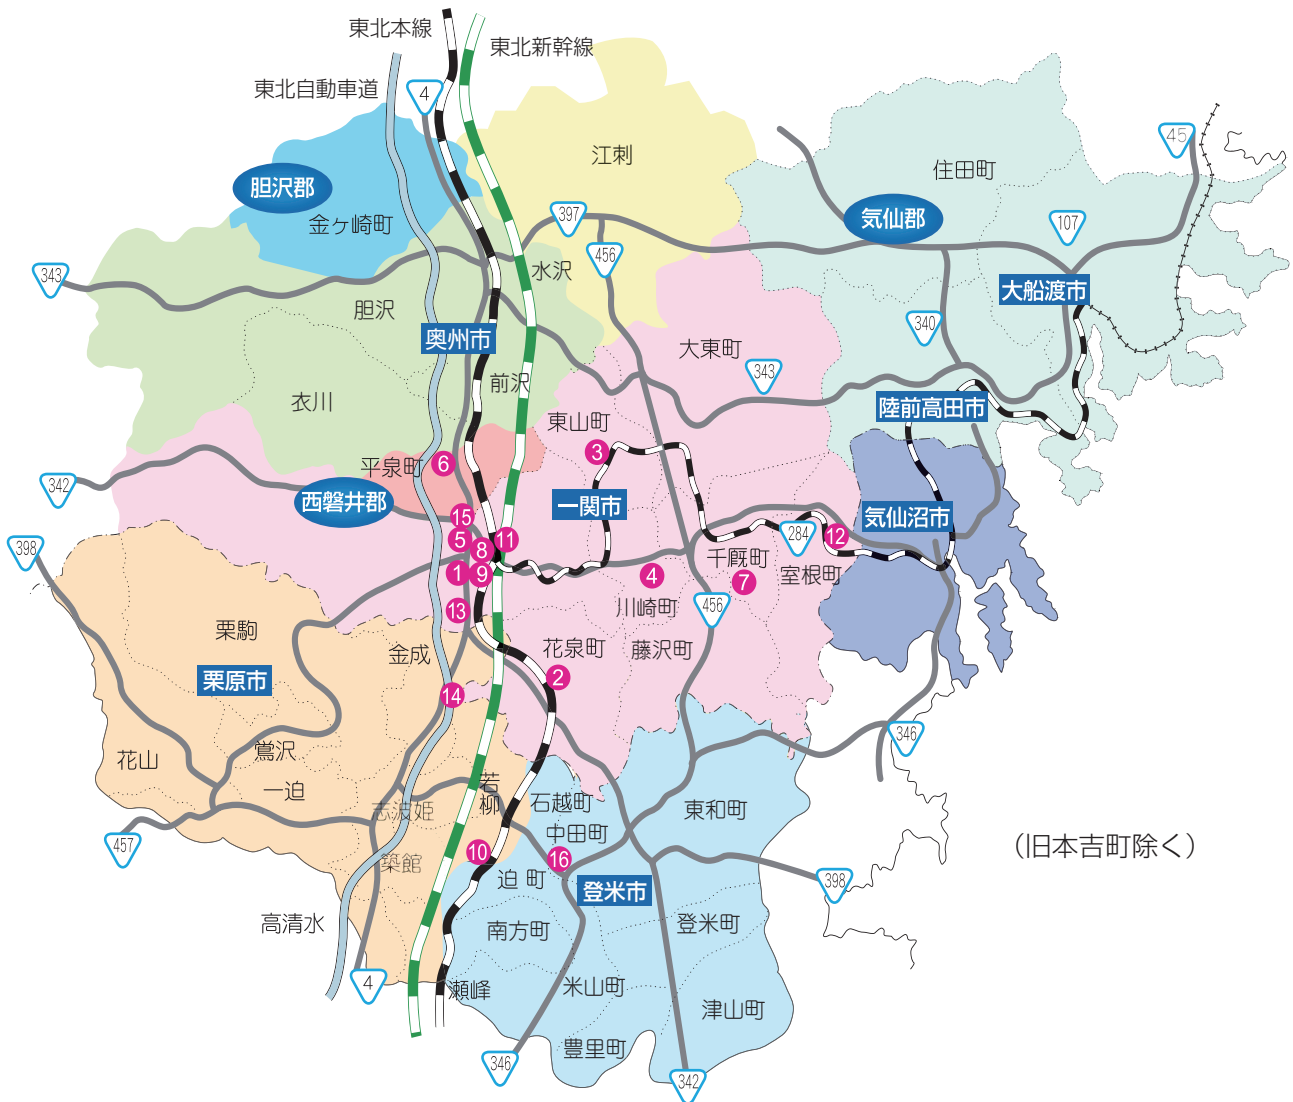 東北本線
東北新幹線
東北自動車道
4
江刺
45
住田町
胆沢郡
金ヶ崎町
397
気仙郡
107
456
343
水沢
大船渡市
胆沢
奥州市
340
大東町
343
前沢
衣川
陸前高田市
東山町
3
平泉町
6
342
西磐井郡
一関市
気仙沼市
15
398
5
8
11
284
12
千厩町
1
9
4
7
室根町
13
川崎町
456
栗駒
花泉町
藤沢町
金成
栗原市
2
14
346
花山
鶯沢
一迫
若柳
石越町
志波姫
東和町
中田町
457
（旧本吉町除く）
10
16
築館
迫町
398
登米市
高清水
南方町
登米町
4
瀬峰
米山町
津山町
豊里町
346
342